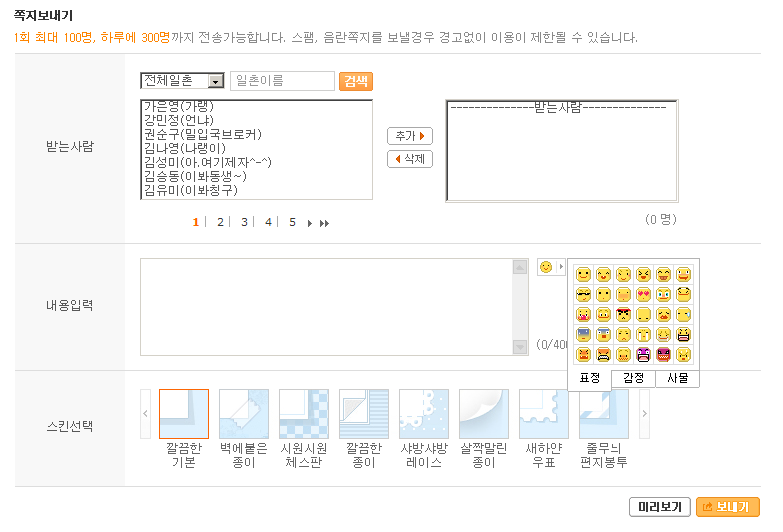 쪽지보내기
1회 최대 100명, 하루에 300명까지 전송가능합니다. 스팸, 음란쪽지를 보낼경우 경고없이 이용이 제한될 수 있습니다.
받는사람
전체일촌 일촌이름 검색
가은영(가랭)
강민정(언냐)
권순구(밀입국브로커)
김나영(냐랭이)
김성미(아.여기제자^-^)
김승동(이봐동생~)
김유미(이봐칭구)
1 2 3 4 5
추가
삭제
--------------받는사람--------------
(0 명)
내용입력
(0/400
표정 감정 사물
스킨선택
깔끔한 기본
벽에붙은 종이
시원시원 체스판
깔끔한 종이
샤방샤방 레이스
살짝말린 종이
새하얀 우표
줄무늬 편지봉투
미리보기 보내기